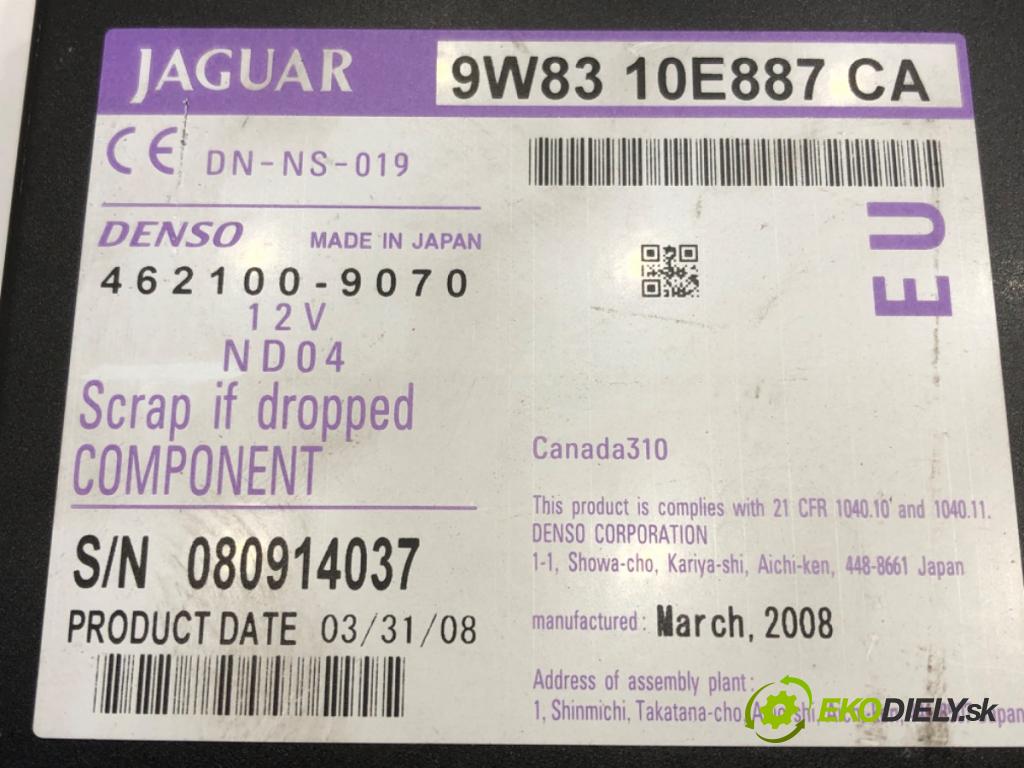 JAGUAR 9W83 10E887 CA
CE DN-NS-019
EU
DENSO MADE IN JAPAN
462100-9070
12V
ND04
Scrap if dropped
COMPONENT
S/N 080914037
PRODUCT DATE 03/31/08
Canada310
This product is complies with 21 CFR 1040.10 and 1040.11.
DENSO CORPORATION
1-1, Showa-cho, Kariya-shi, Aichi-ken, 448-8661 Japan
manufactured: March, 2008
Address of assembly plant:
1, Shinmichi, Takatana-cho,
EKODIELY.sk